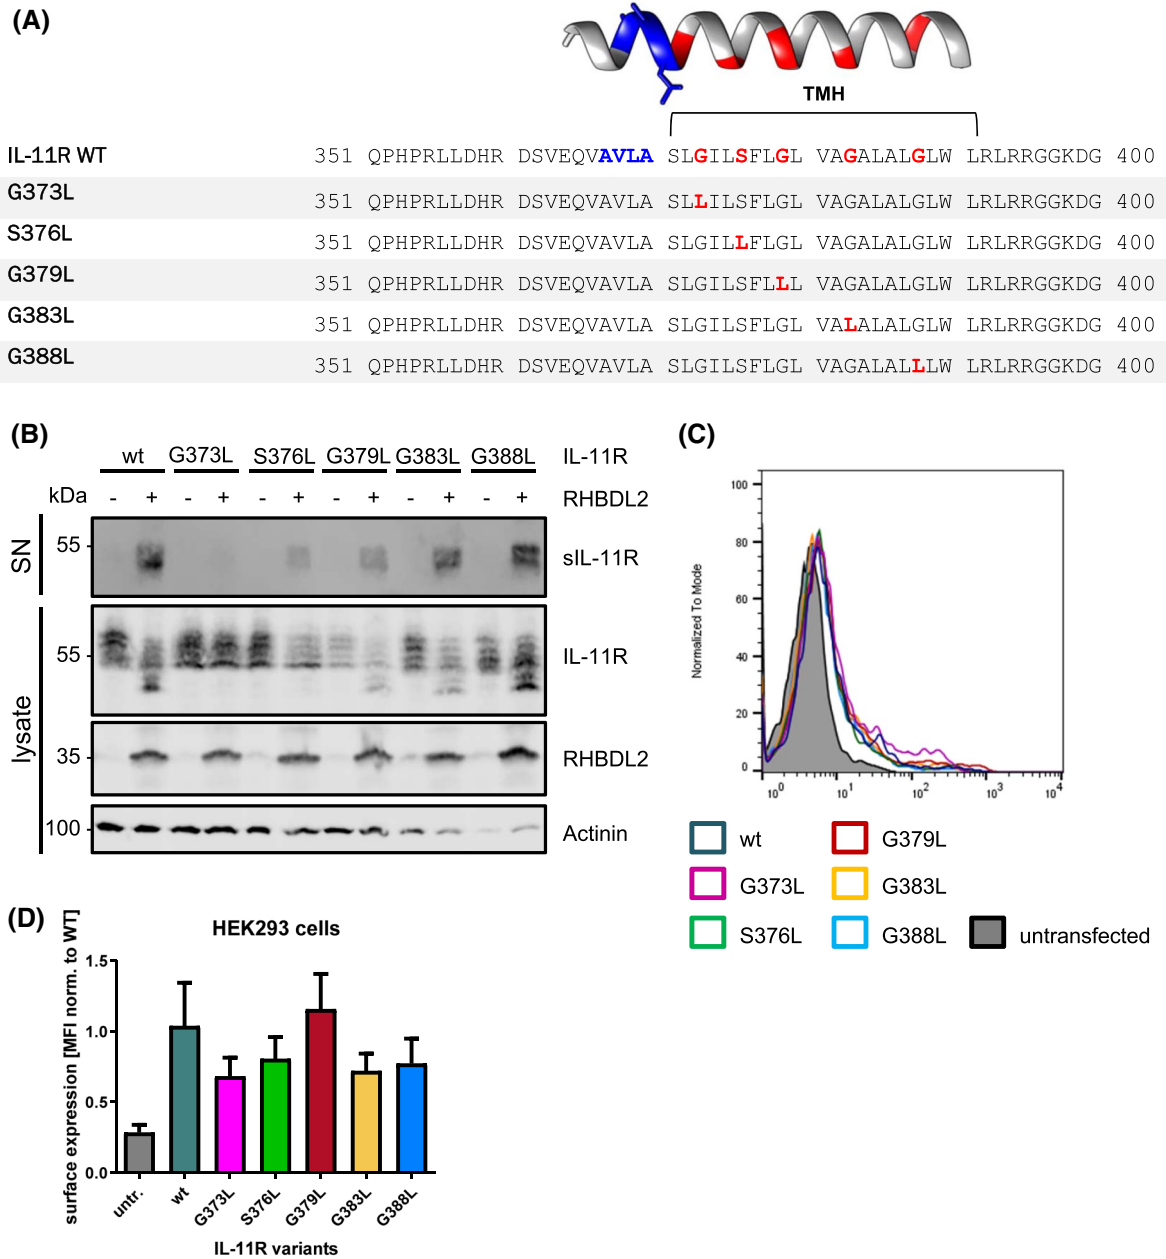 (A)
TMH
IL-11R WT 351 QPHPRLLDHR DSVEQVAVLA SLGILSFLGL VAGALALGLW LRLRRGGKDG 400
G373L 351 QPHPRLLDHR DSVEQVAVLA SLLILSFLGL VAGALALGLW LRLRRGGKDG 400
S376L 351 QPHPRLLDHR DSVEQVAVLA SLGILLFLGL VAGALALGLW LRLRRGGKDG 400
G379L 351 QPHPRLLDHR DSVEQVAVLA SLGILSFLLL VAGALALGLW LRLRRGGKDG 400
G383L 351 QPHPRLLDHR DSVEQVAVLA SLGILSFLGL VALALALGLW LRLRRGGKDG 400
G388L 351 QPHPRLLDHR DSVEQVAVLA SLGILSFLGL VAGALALLLW LRLRRGGKDG 400
(B)
wt G373L S376L G379L G383L G388L IL-11R
kDa - + - + - + - + - + - + RHBDL2
SN 55 sIL-11R
lysate
55 IL-11R
35 RHBDL2
100 Actinin
(C)
Normalized To Mode
100
80
60
40
20
0
10^0 10^1 10^2 10^3 10^4
wt G379L
G373L G383L
S376L G388L untransfected
(D)
HEK293 cells
surface expression [MFI norm. to WT]
1.5
1.0
0.5
0.0
untr. wt G373L S376L G379L G383L G388L
IL-11R variants